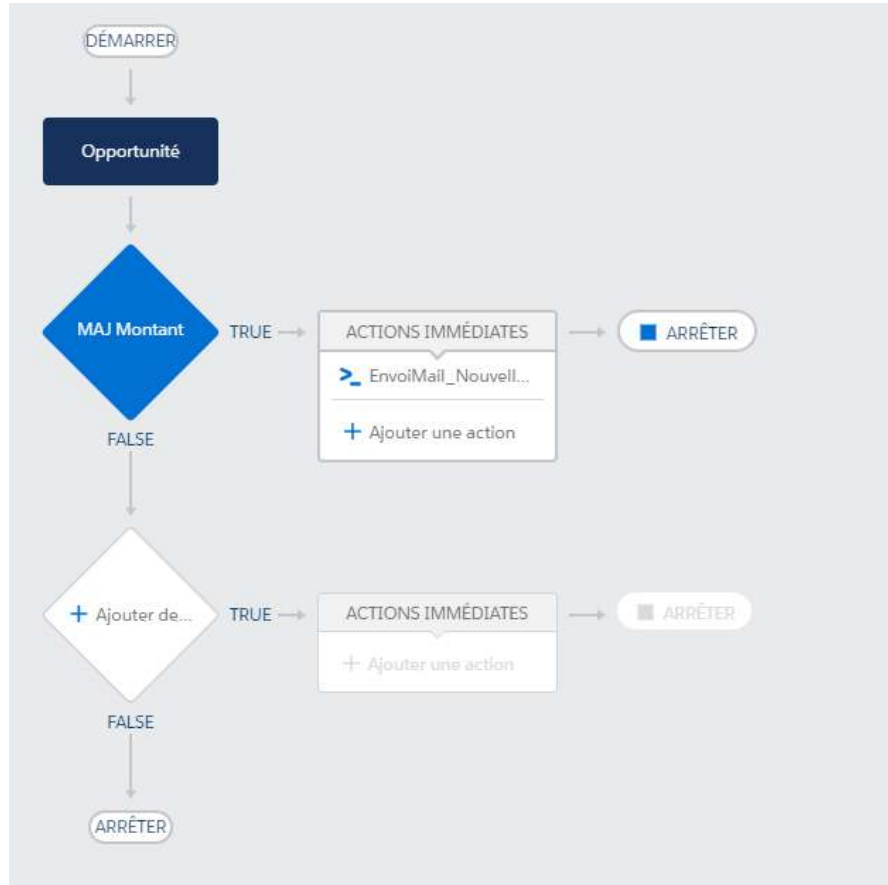 DÉMARRER
Opportunité
MAJ Montant
TRUE
ACTIONS IMMÉDIATES
ARRÊTER
EnvoiMail_Nouvell...
+ Ajouter une action
FALSE
+ Ajouter de...
TRUE
ACTIONS IMMÉDIATES
ARRÊTER
+ Ajouter une action
FALSE
ARRÊTER